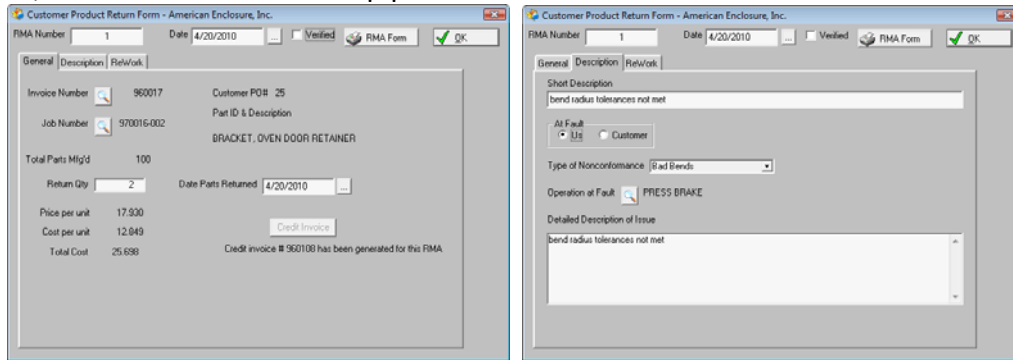 Customer Product Return Form - American Enclosure, Inc.
RMA Number 1 Date 4/20/2010 ... Verified RMA Form OK
General Description ReWork
Invoice Number 960017 Customer PO# 25
Part ID & Description
Job Number 970016-002
BRACKET, OVEN DOOR RETAINER
Total Parts Mfg'd 100
Return Qty 2 Date Parts Returned 4/20/2010 ...
Price per unit 17.930
Credit Invoice
Cost per unit 12.849
Total Cost 25.698 Credit invoice # 960108 has been generated for this RMA
Customer Product Return Form - American Enclosure, Inc.
RMA Number 1 Date 4/20/2010 ... Verified RMA Form OK
General Description ReWork
Short Description
bend radius tolerances not met
At Fault
Us Customer
Type of Nonconformance Bad Bends
Operation at Fault PRESS BRAKE
Detailed Description of Issue
bend radius tolerances not met